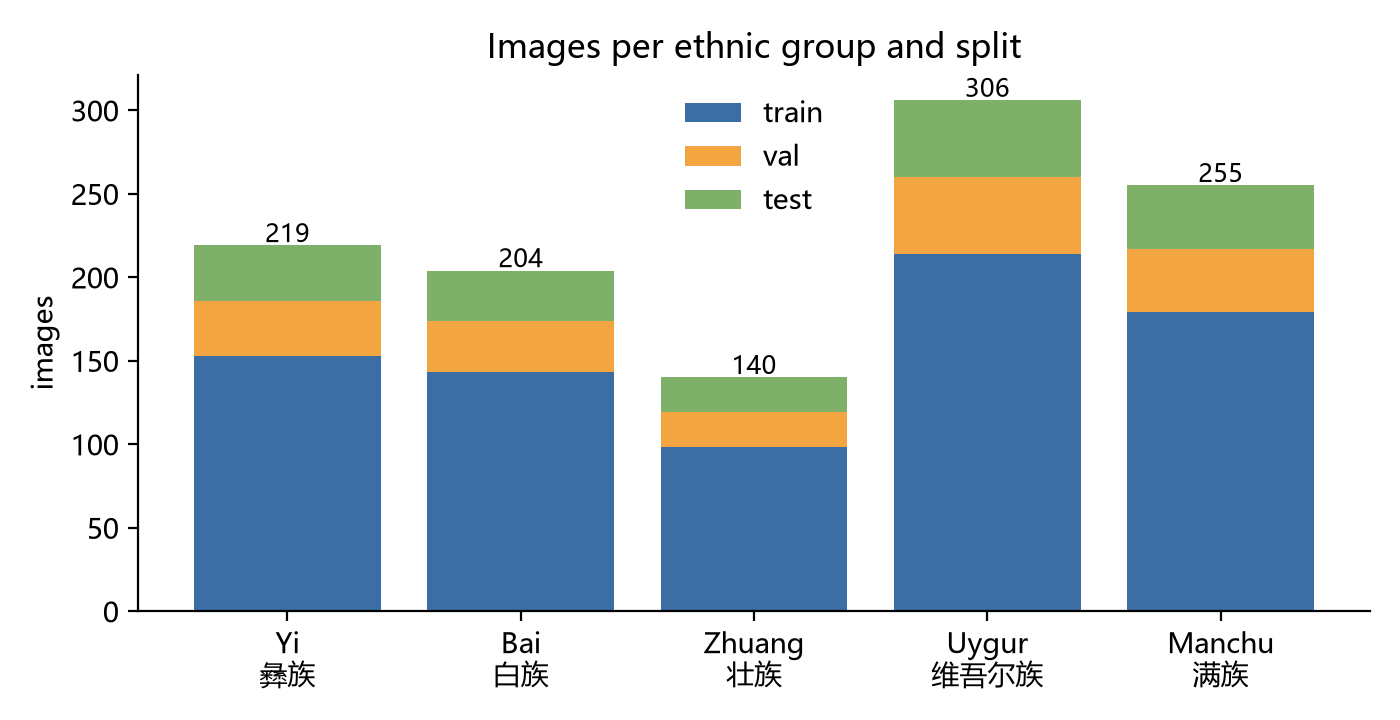 Images per ethnic group and split
train
val
test
images
300
250
200
150
100
50
0
219
204
140
306
255
Yi
彝族
Bai
白族
Zhuang
壮族
Uygur
维吾尔族
Manchu
满族